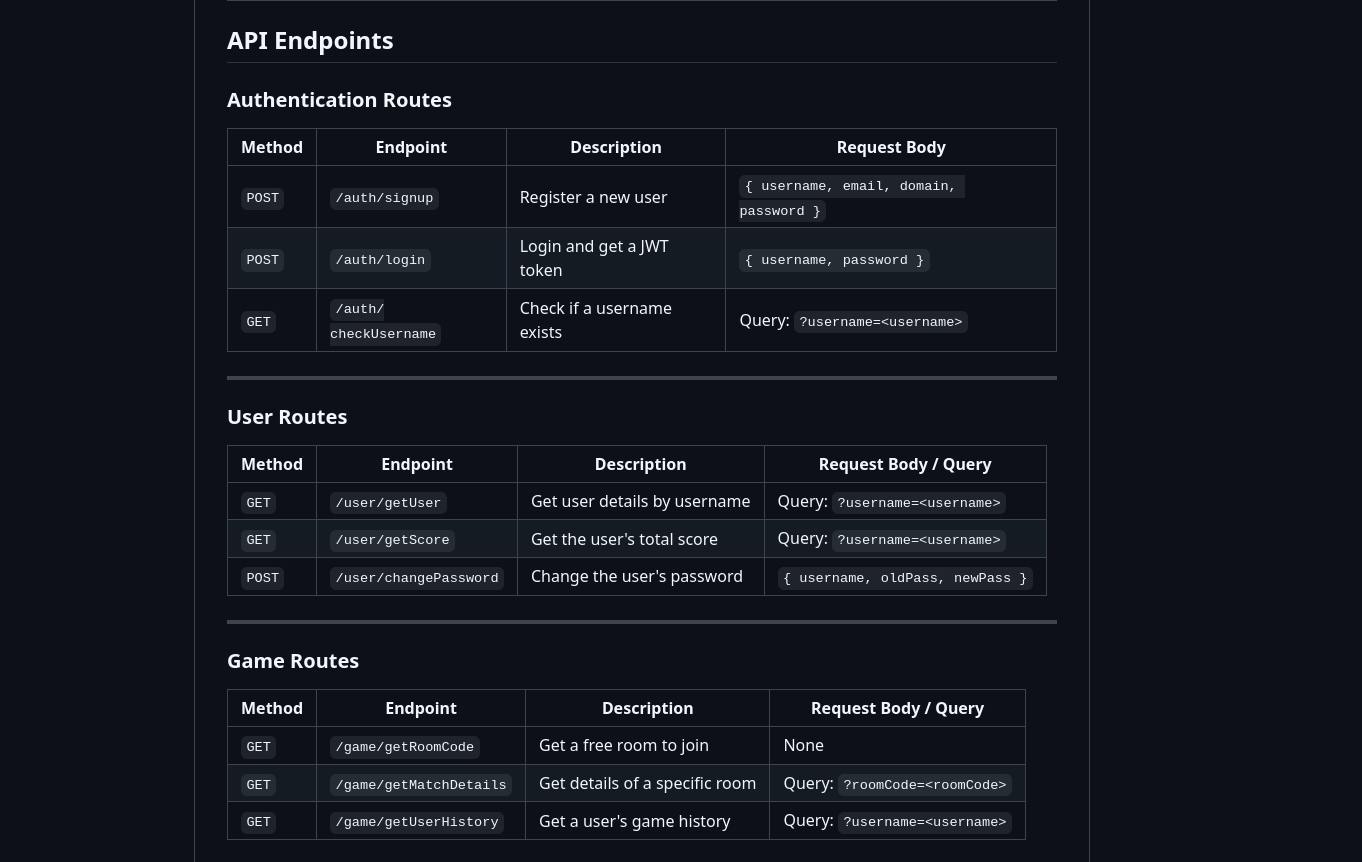 API Endpoints
Authentication Routes
Method Endpoint Description Request Body
POST /auth/signup Register a new user { username, email, domain,
password }
POST /auth/login Login and get a JWT
token { username, password }
GET /auth/
checkUsername Check if a username
exists Query: ?username=<username>
User Routes
Method Endpoint Description Request Body / Query
GET /user/getUser Get user details by username Query: ?username=<username>
GET /user/getScore Get the user's total score Query: ?username=<username>
POST /user/changePassword Change the user's password { username, oldPass, newPass }
Game Routes
Method Endpoint Description Request Body / Query
GET /game/getRoomCode Get a free room to join None
GET /game/getMatchDetails Get details of a specific room Query: ?roomCode=<roomCode>
GET /game/getUserHistory Get a user's game history Query: ?username=<username>